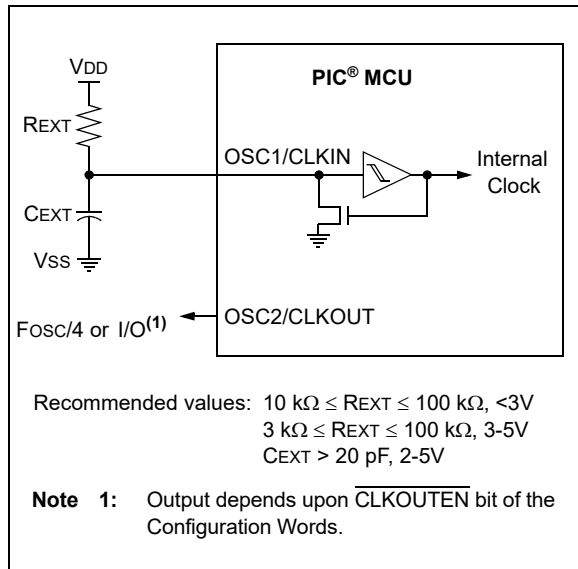 VDD
PIC® MCU
REXT
OSC1/CLKIN
Internal
Clock
CEXT
VSS
OSC2/CLKOUT
FOSC/4 or I/O(1)
Recommended values: 10 kΩ ≤ REXT ≤ 100 kΩ, <3V
3 kΩ ≤ REXT ≤ 100 kΩ, 3-5V
CEXT > 20 pF, 2-5V
Note 1: Output depends upon CLKOUTEN bit of the
Configuration Words.